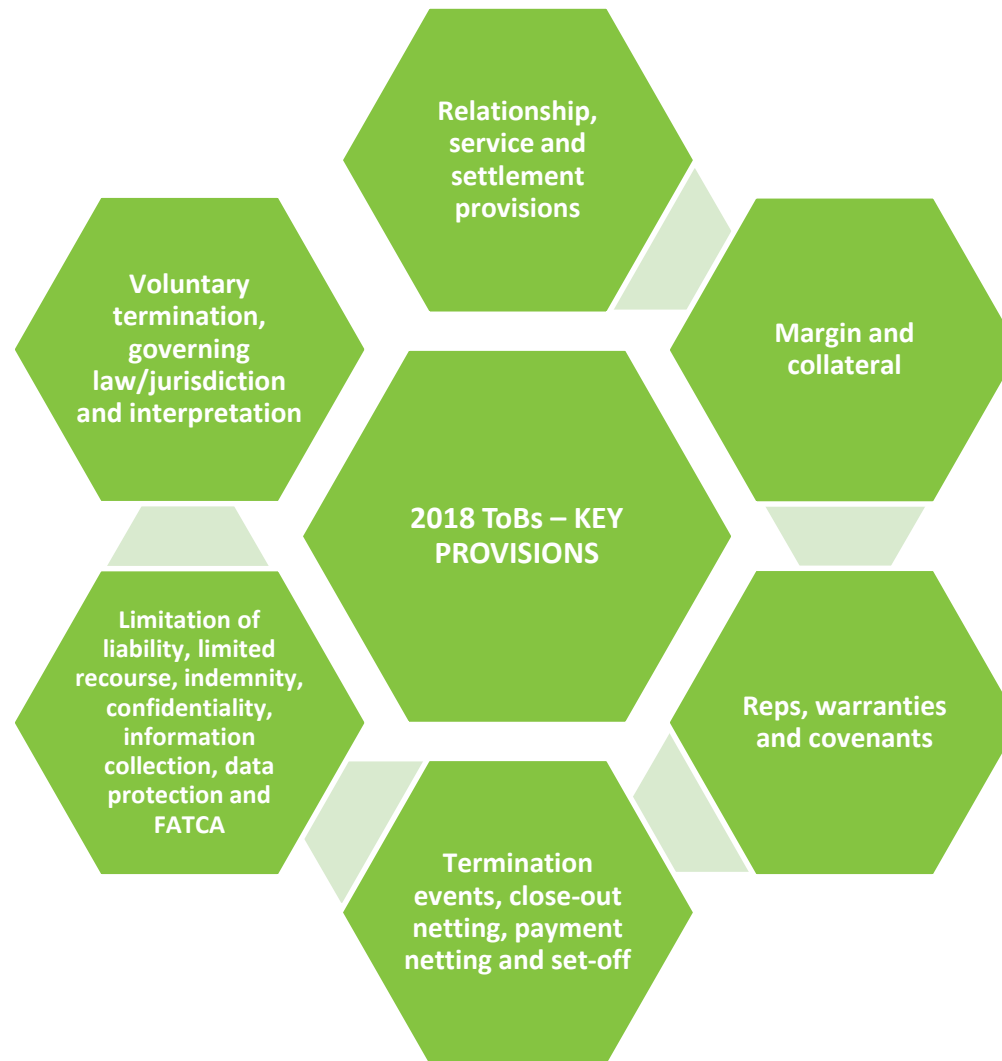 Relationship,
service and
settlement
provisions
Margin and
collateral
Reps, warranties
and covenants
Termination
events, close-out
netting, payment
netting and set-off
Limitation of
liability, limited
recourse, indemnity,
confidentiality,
information
collection, data
protection and
FATCA
Voluntary
termination,
governing
law/jurisdiction
and interpretation
2018 ToBs – KEY
PROVISIONS